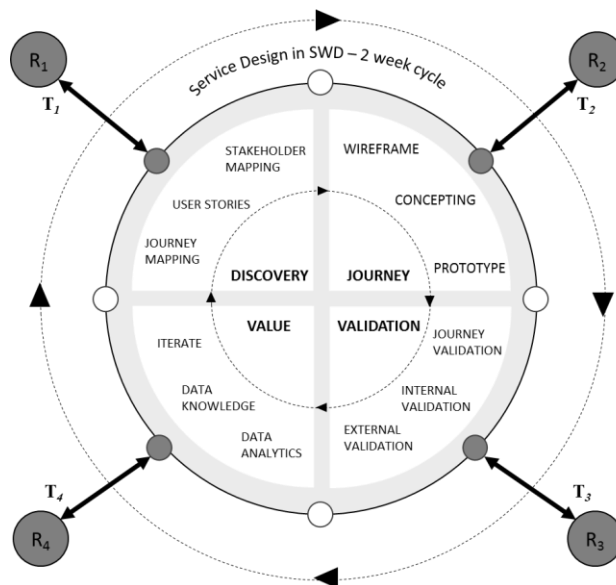 Service Design in SWD – 2 week cycle
R1
R2
T1
T2
STAKEHOLDER
MAPPING
USER STORIES
JOURNEY
MAPPING
DISCOVERY
WIREFRAME
CONCEPTING
PROTOTYPE
JOURNEY
VALUE
ITERATE
DATA
KNOWLEDGE
DATA
ANALYTICS
VALIDATION
JOURNEY
VALIDATION
INTERNAL
VALIDATION
EXTERNAL
VALIDATION
T4
T3
R4
R3